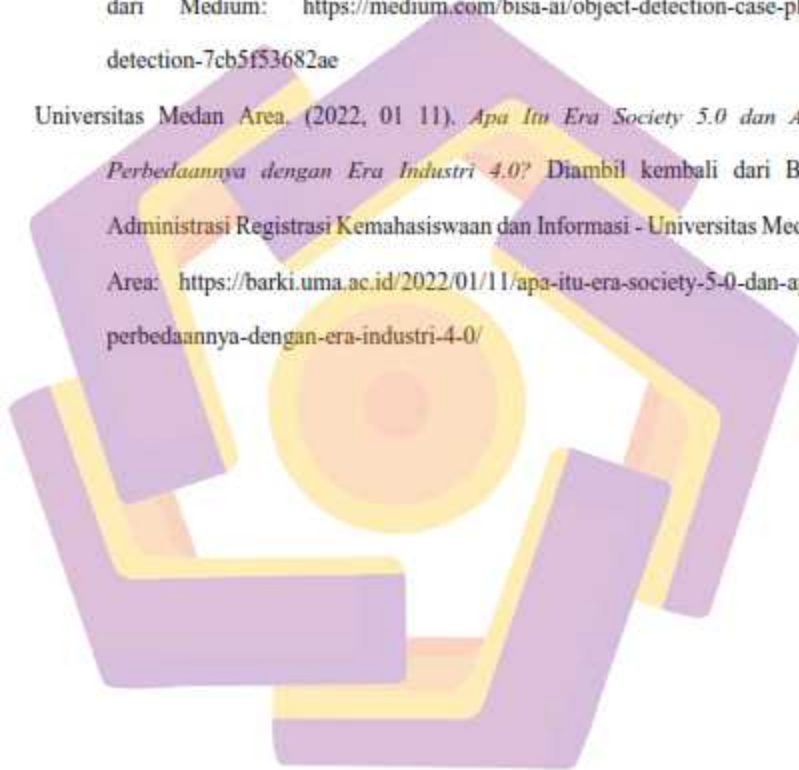 dari Medium: https://medium.com/bisa-ai/object-detection-case-pl
detection-7cb5f53682ae
Universitas Medan Area. (2022, 01 11). Apa Itu Era Society 5.0 dan A
Perbedaannya dengan Era Industri 4.0? Diambil kembali dari B
Administrasi Registrasi Kemahasiswaan dan Informasi - Universitas Med
Area: https://barki.uma.ac.id/2022/01/11/apa-itu-era-society-5-0-dan-a
perbedaannya-dengan-era-industri-4-0/